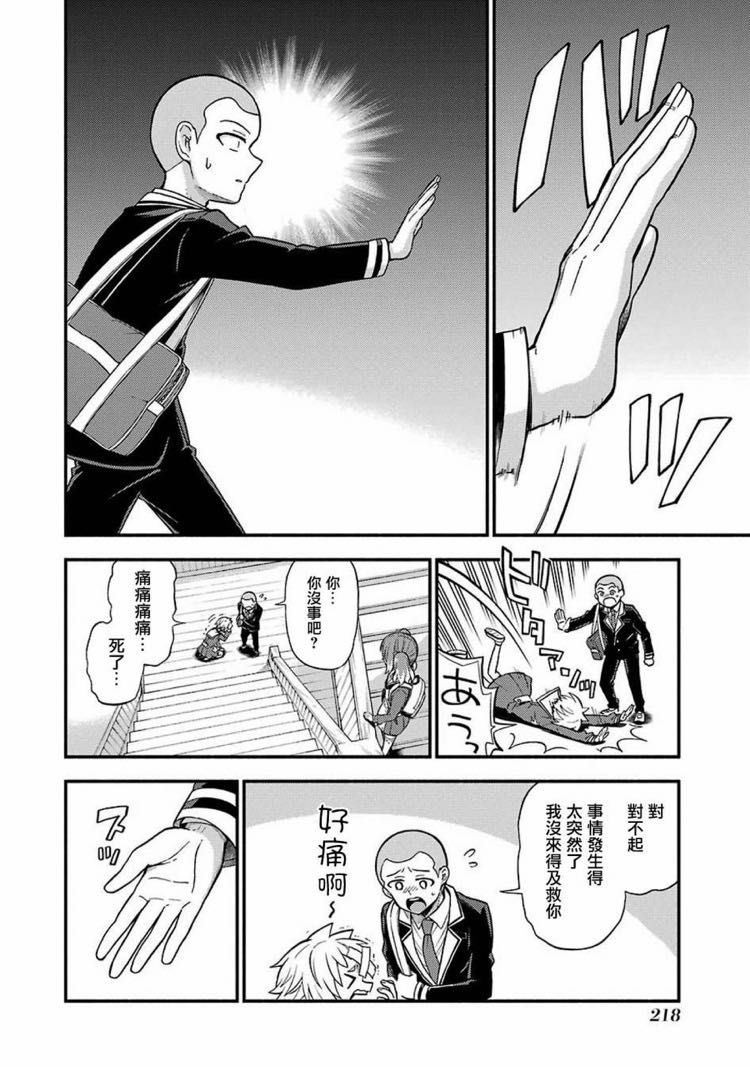 ババッ
ビタアン
あうっ
你…
你沒事吧？
痛痛痛痛…
死了…
對
對不起
事情發生得
太突然了
我沒來得及救你
好痛啊～
スッ
218